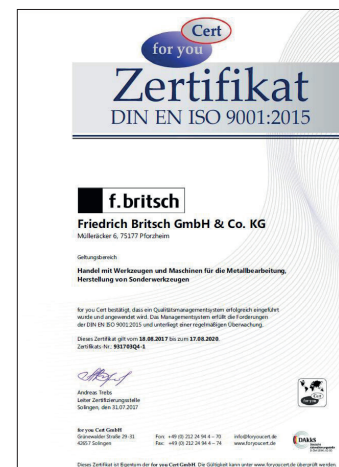 Cert
for you
Zertifikat
DIN EN ISO 9001:2015
f.britsch
Friedrich Britsch GmbH & Co. KG
Mülleräcker 6, 75177 Pforzheim
Geltungsbereich
Handel mit Werkzeugen und Maschinen für die Metallbearbeitung,
Herstellung von Sonderwerkzeugen
for you Cert bestätigt, dass ein Qualitätsmanagementsystem erfolgreich eingeführt
wurde und angewendet wird. Das Managementsystem erfüllt die Forderungen
der DIN EN ISO 9001:2015 und unterliegt einer regelmäßigen Überwachung.
Dieses Zertifikat gilt vom 18.08.2017 bis zum 17.08.2020.
Zertifikats-Nr.: 931703Q4-1
Andreas Trebs
Leiter Zertifizierungsstelle
Solingen, den 31.07.2017
for you Cert GmbH
Grünewalder Straße 29-31 Fon: +49 (0) 212 24 94 4 – 70 info@foryoucert.de
42657 Solingen Fax: +49 (0) 212 24 94 4 – 74 www.foryoucert.de
Cert
for you
DAkkS
Dieses Zertifikat ist Eigentum der for you Cert GmbH. Die Gültigkeit kann unter www.foryoucert.de überprüft werden.